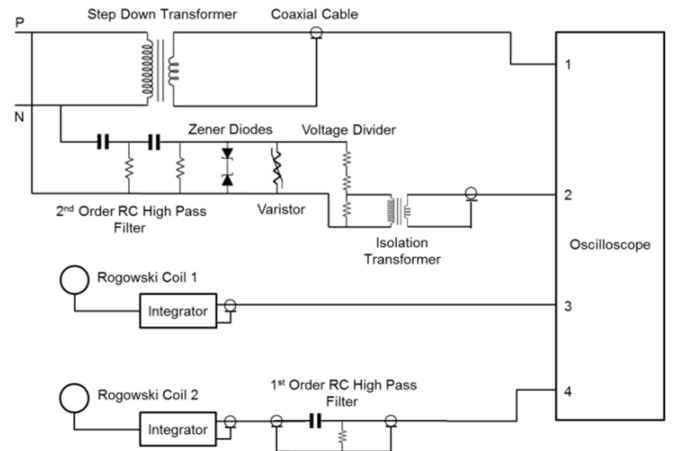 Step Down Transformer
Coaxial Cable
P
1
N
Zener Diodes
Voltage Divider
2
2nd Order RC High Pass
Filter
Varistor
Isolation
Transformer
Oscilloscope
Rogowski Coil 1
Integrator
3
Rogowski Coil 2
1st Order RC High Pass
Filter
4
Integrator